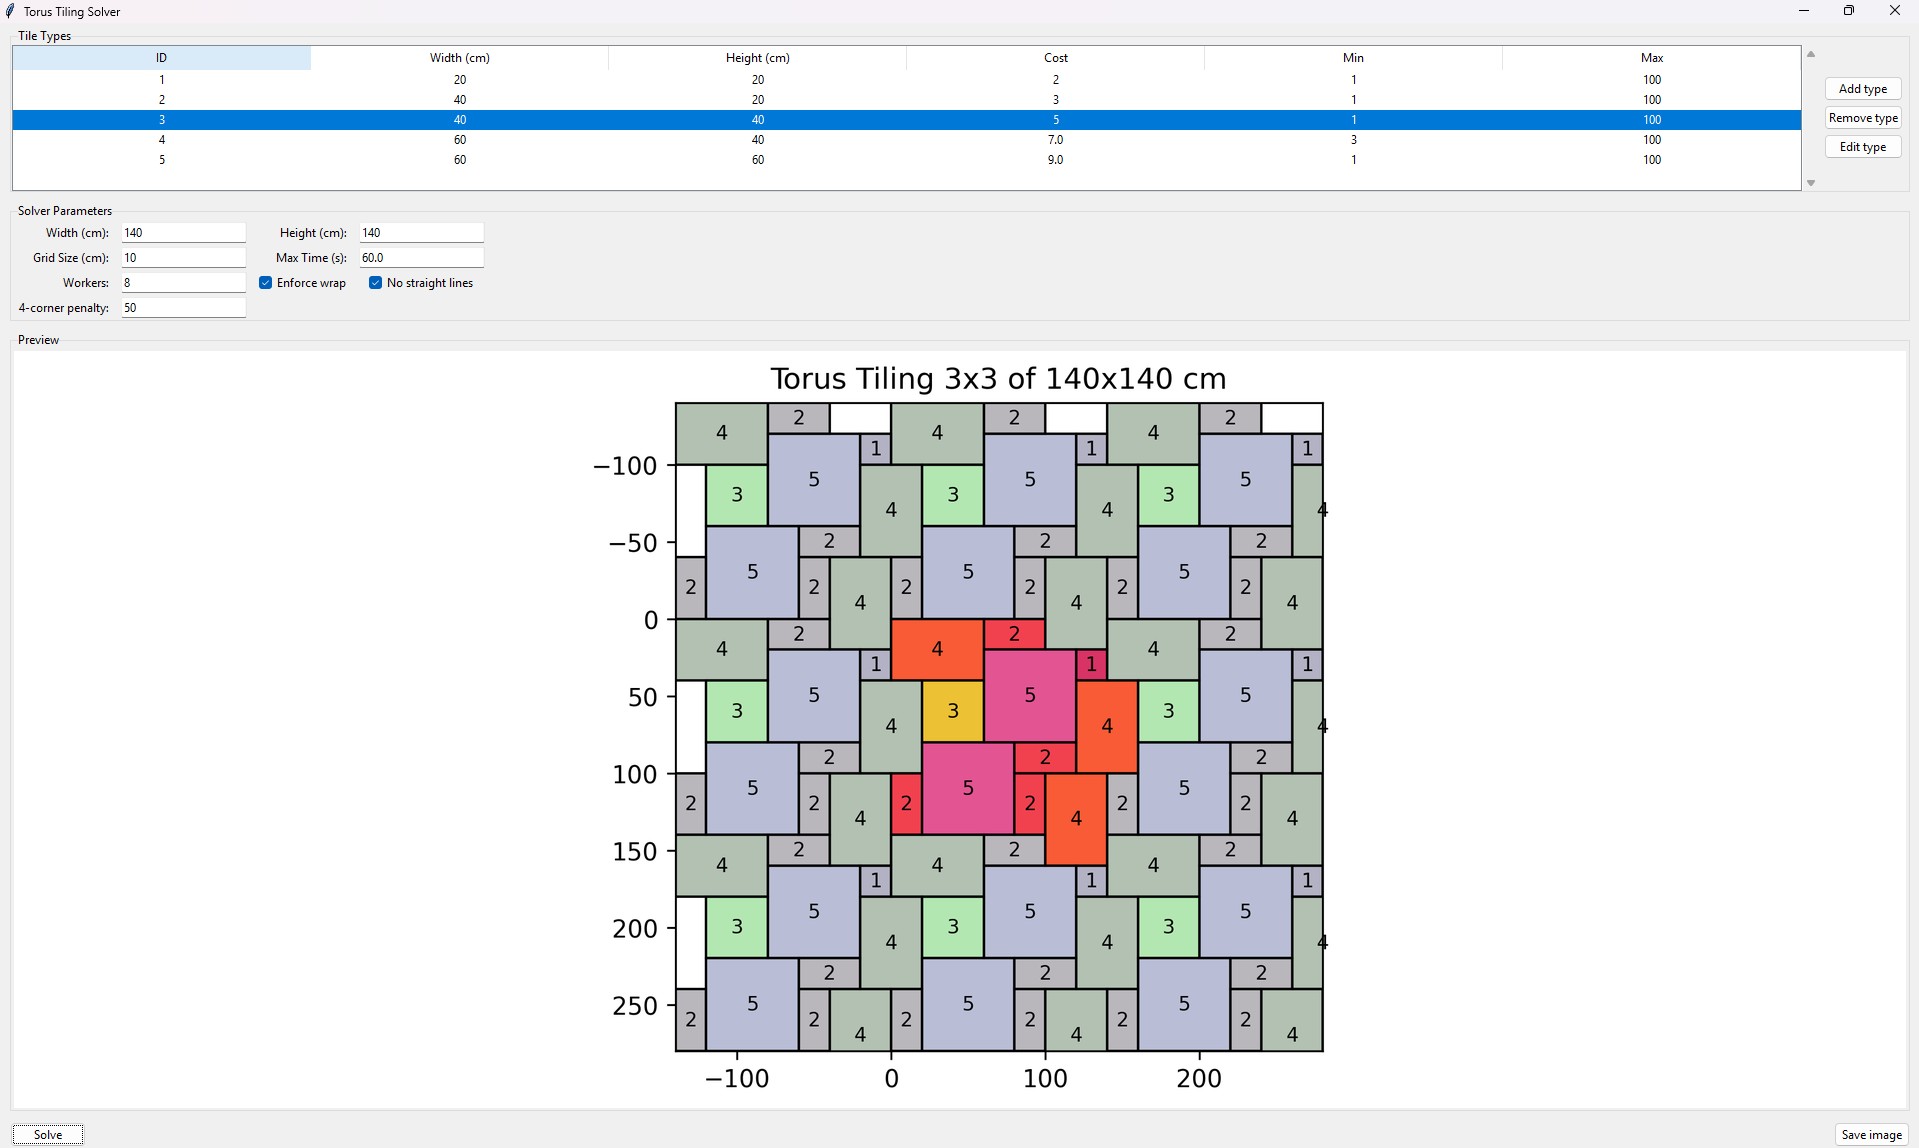 Torus Tiling Solver
Tile Types
ID Width (cm) Height (cm) Cost Min Max
1 20 20 2 1 100
2 40 20 3 1 100
3 40 40 5 1 100
4 60 40 7.0 3 100
5 60 60 9.0 1 100
Add type
Remove type
Edit type
Solver Parameters
Width (cm): 140 Height (cm): 140
Grid Size (cm): 10 Max Time (s): 60.0
Workers: 8 Enforce wrap No straight lines
4-corner penalty: 50
Preview
Torus Tiling 3x3 of 140x140 cm
2 2 2
4 4 4
1 1 1
−100
5 5 5
3 3 3
4 4 4
−50 2 2 2
5 5 5
2 2 2 2 2 2
4 4 4
0
2 2 2
4 4 4
1 1 1
50 5 5 5
3 3 3
4 4 4
2 2 2
100
5 5 5
2 2 2 2 2 2
4 4 4
150 2 2 2
4 4 4
1 1 1
5 5 5
200 3 3 3
4 4 4
2 2 2
250 5 5 5
2 2 2 2 2 2
4 4 4
−100 0 100 200
Solve Save image